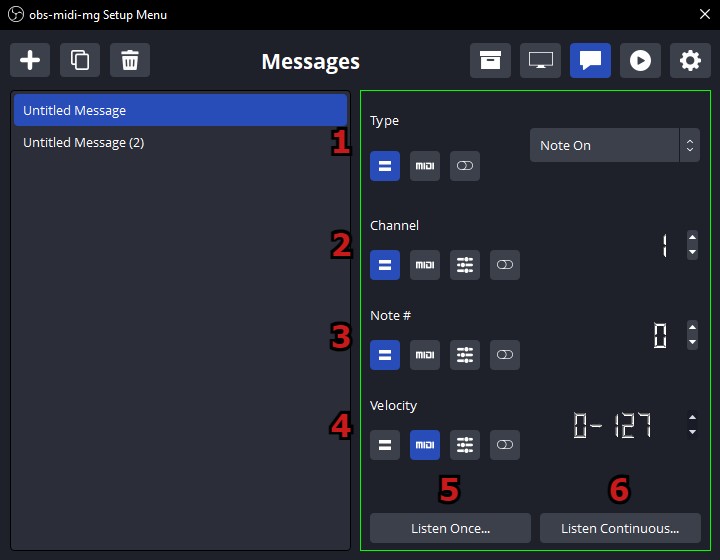 obs-midi-mg Setup Menu
Messages
Untitled Message
Untitled Message (2)
Type
1
MIDI
Note On
Channel
2
MIDI
1
Note #
3
MIDI
0
Velocity
4
MIDI
0-127
5
6
Listen Once...
Listen Continuous...